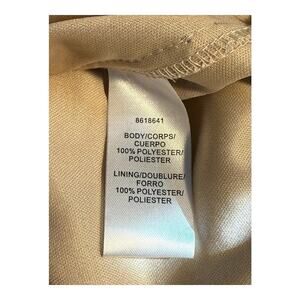 8618641
BODY/CORPS/
CUERPO
100% POLYESTER/
POLIESTER
LINING/DOUBLURE/
FORRO
100% POLYESTER/
POLIESTER